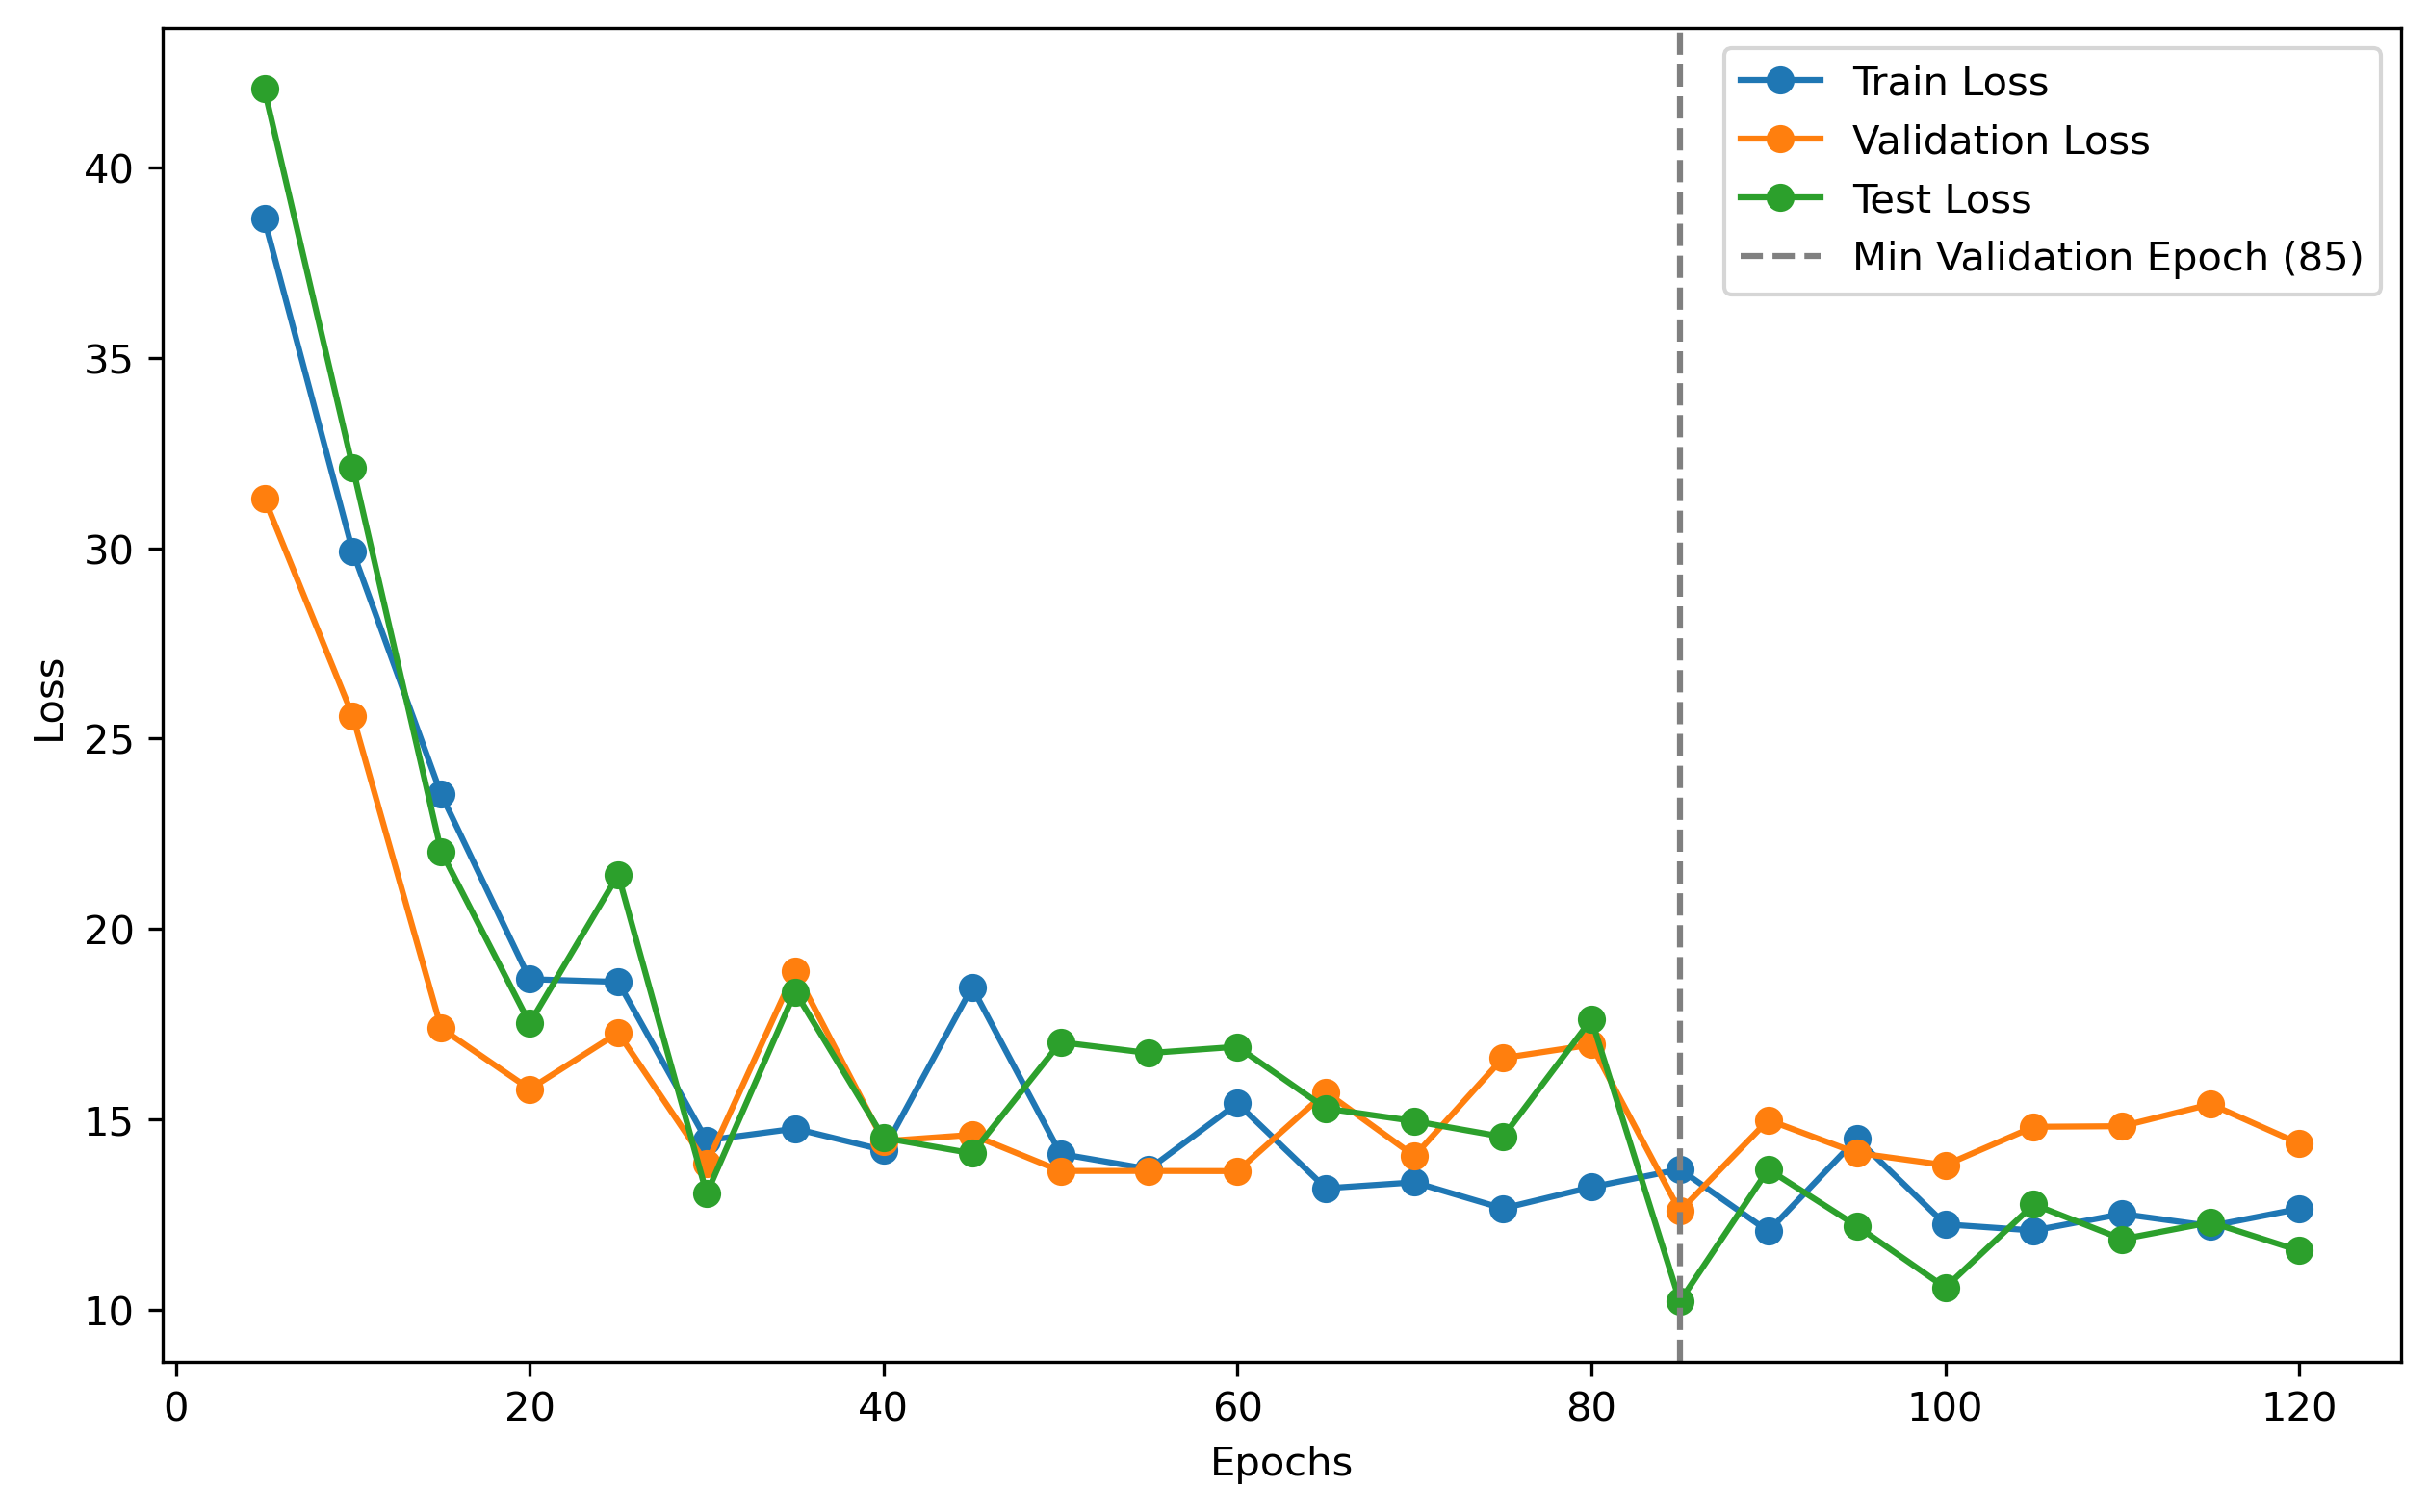 Train Loss
Validation Loss
Test Loss
Min Validation Epoch (85)
40
35
30
25
20
15
10
Loss
0 20 40 60 80 100 120
Epochs